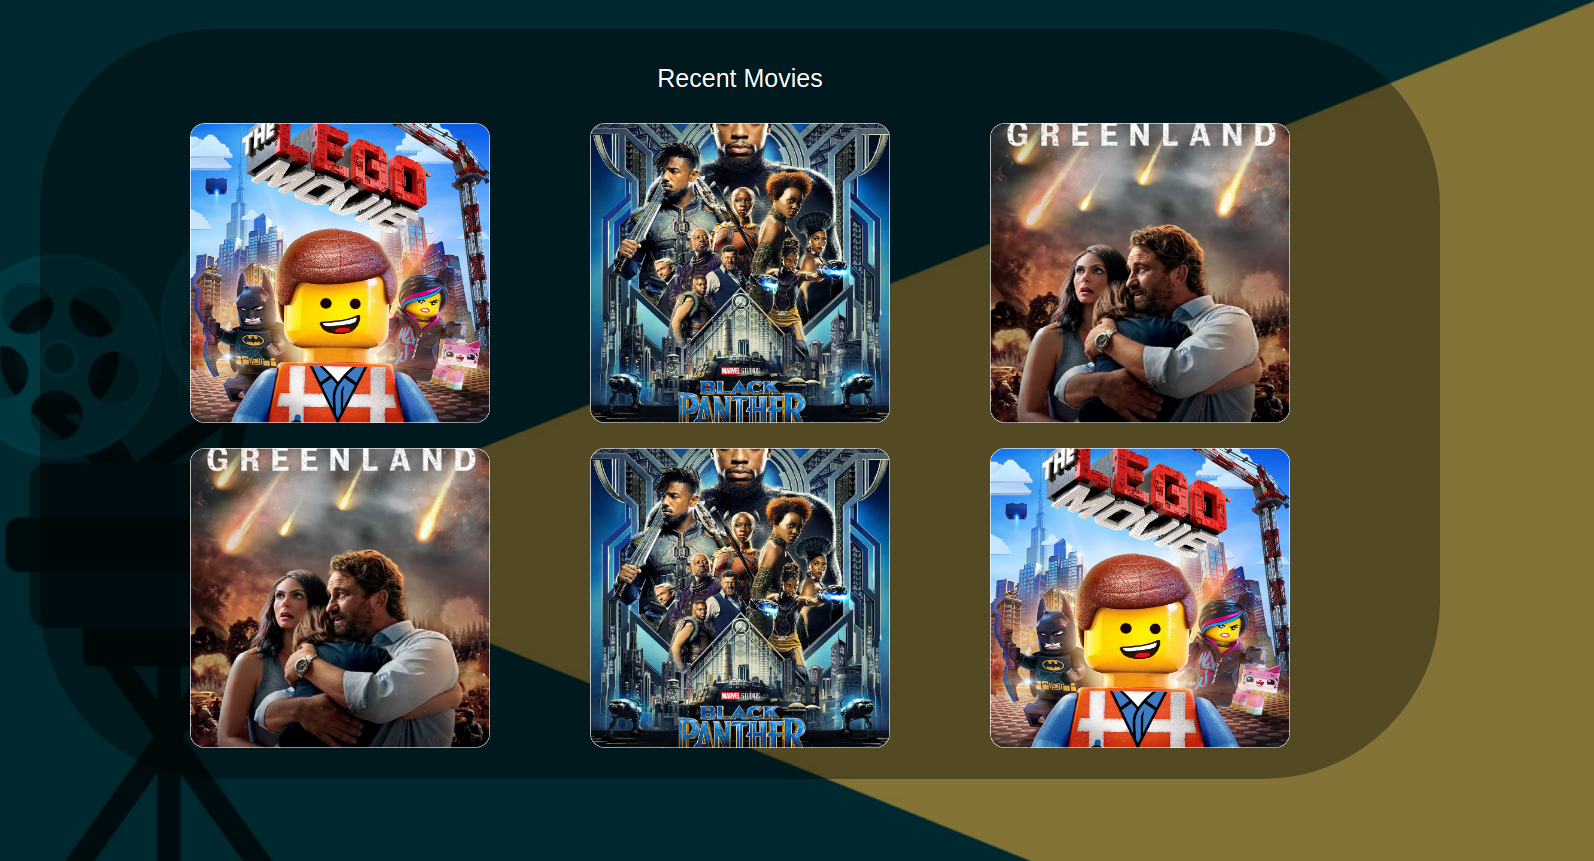 Recent Movies
THE
LEGO
MOVIE
MARVEL STUDIOS
BLACK
PANTHER
GREENLAND
GREENLAND
MARVEL STUDIOS
BLACK
PANTHER
THE
LEGO
MOVIE